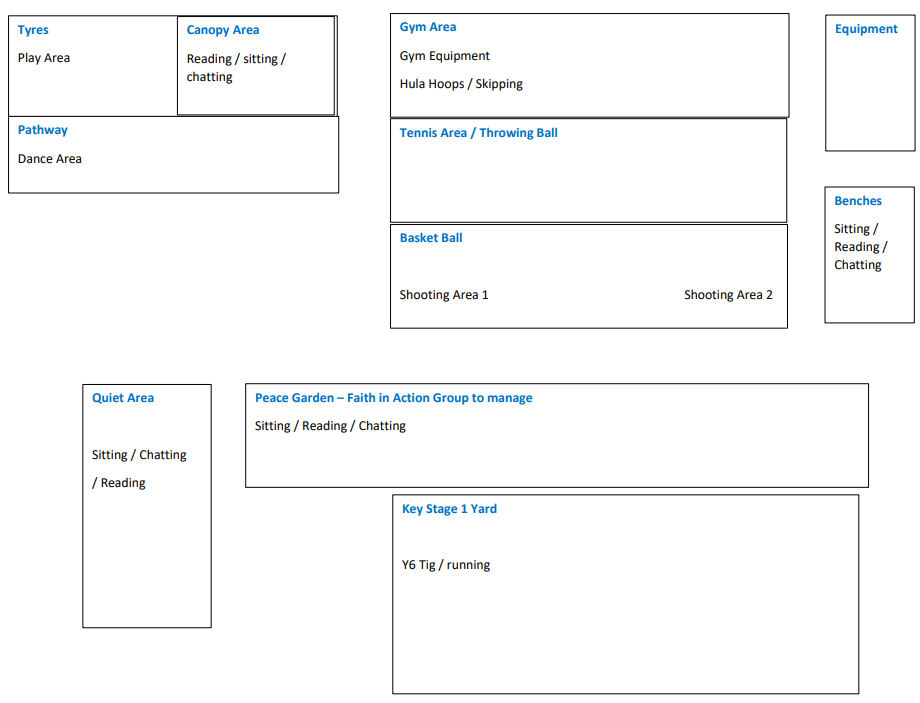 Tyres
Play Area
Canopy Area
Reading / sitting /
chatting
Pathway
Dance Area
Gym Area
Gym Equipment
Hula Hoops / Skipping
Tennis Area / Throwing Ball
Basket Ball
Shooting Area 1
Shooting Area 2
Equipment
Benches
Sitting /
Reading /
Chatting
Quiet Area
Sitting / Chatting
/ Reading
Peace Garden – Faith in Action Group to manage
Sitting / Reading / Chatting
Key Stage 1 Yard
Y6 Tig / running